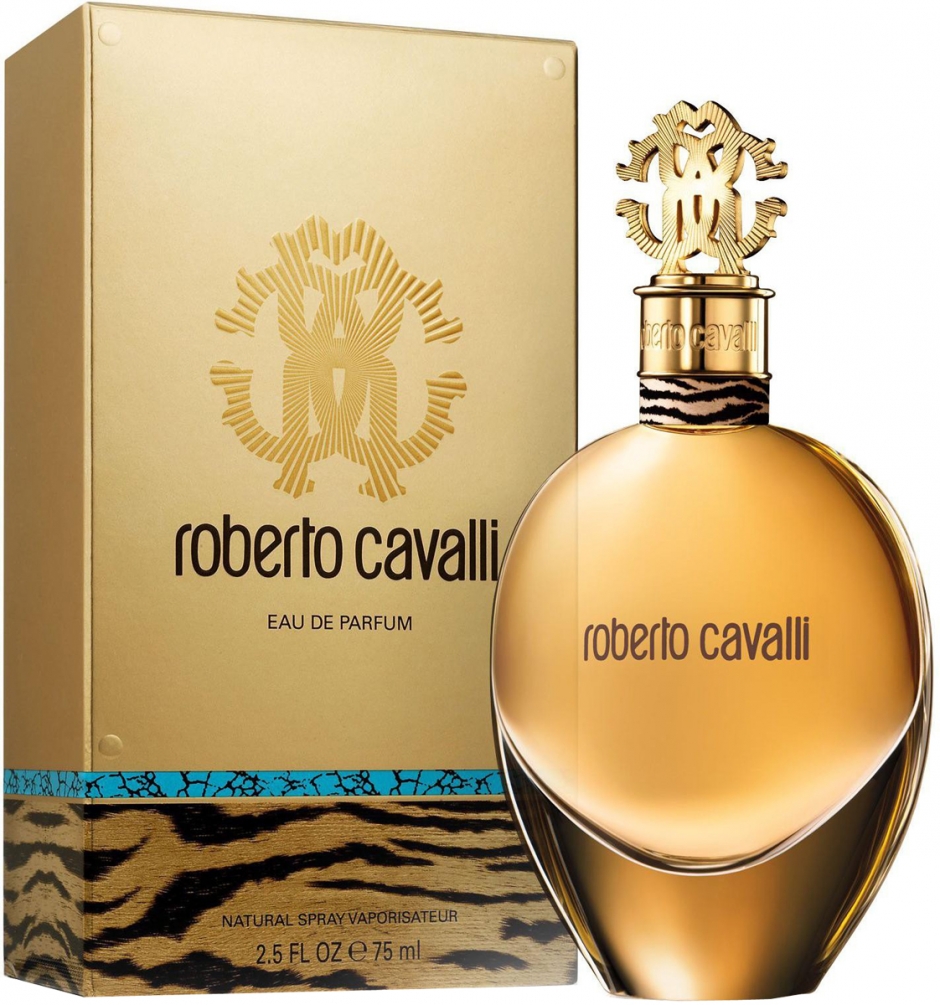 roberto cavalli
EAU DE PARFUM
NATURAL SPRAY VAPORISATEUR
2.5 FL OZ ℮ 75 ml
roberto cavalli
roberto cavalli